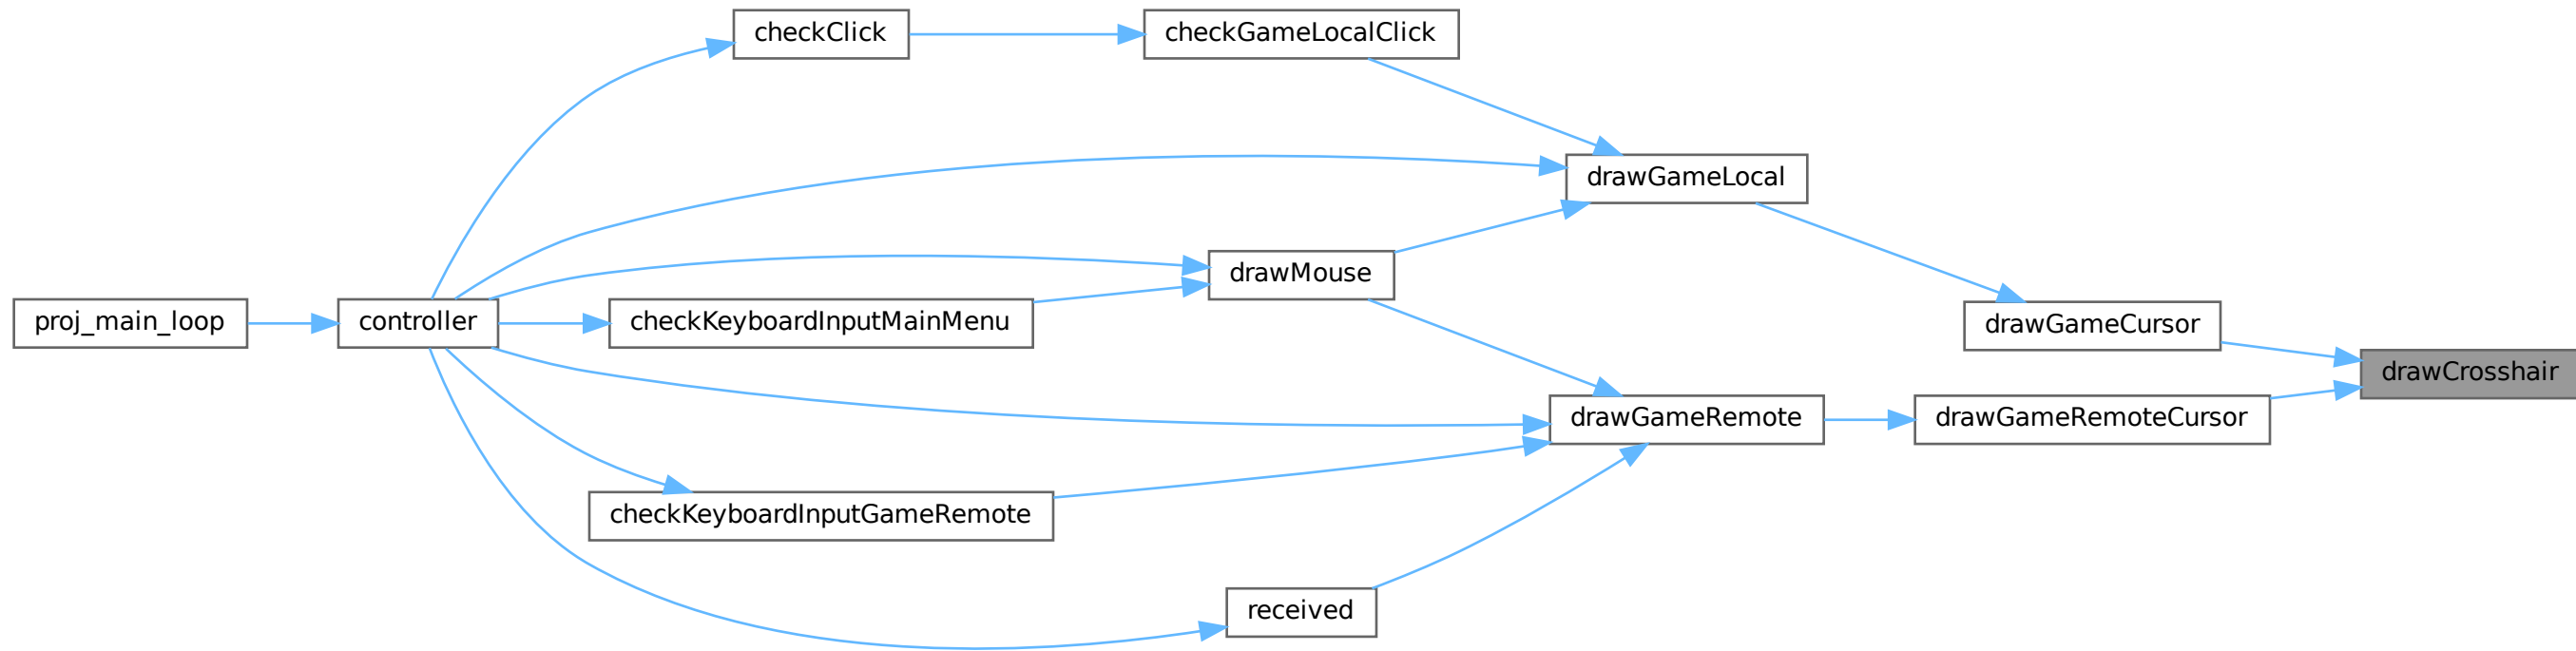 checkClick
checkGameLocalClick
drawGameLocal
drawMouse
proj_main_loop
controller
checkKeyboardInputMainMenu
drawGameCursor
drawCrosshair
drawGameRemote
drawGameRemoteCursor
checkKeyboardInputGameRemote
received